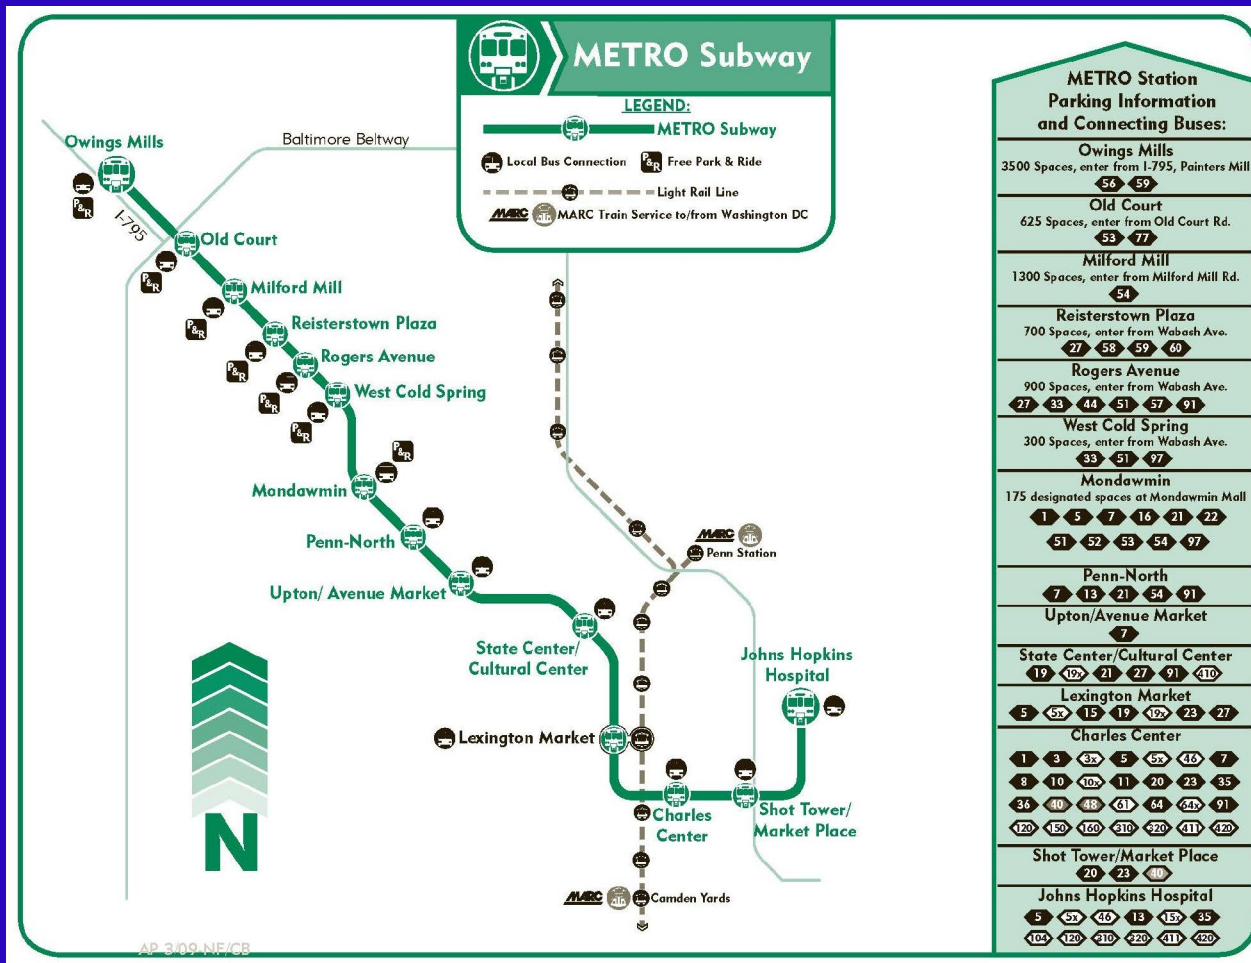 METRO Subway
LEGEND:
METRO Subway
Local Bus Connection
P&R Free Park & Ride
Light Rail Line
MARC MARC Train Service to/from Washington DC
Baltimore Beltway
I-795
Owings Mills
P&R
Old Court
P&R
Milford Mill
P&R
Reisterstown Plaza
P&R
Rogers Avenue
P&R
West Cold Spring
P&R
P&R
Mondawmin
Penn-North
Upton/ Avenue Market
State Center/
Cultural Center
Lexington Market
Charles
Center
Shot Tower/
Market Place
Johns Hopkins
Hospital
MARC
Penn Station
MARC
Camden Yards
N
AP 3/09-NF/CB
METRO Station
Parking Information
and Connecting Buses:
Owings Mills
3500 Spaces, enter from I-795, Painters Mill
56 59
Old Court
625 Spaces, enter from Old Court Rd.
53 77
Milford Mill
1300 Spaces, enter from Milford Mill Rd.
54
Reisterstown Plaza
700 Spaces, enter from Wabash Ave.
27 58 59 60
Rogers Avenue
900 Spaces, enter from Wabash Ave.
27 33 44 51 57 91
West Cold Spring
300 Spaces, enter from Wabash Ave.
33 51 97
Mondawmin
175 designated spaces at Mondawmin Mall
1 5 7 16 21 22
51 52 53 54 97
Penn-North
7 13 21 54 91
Upton/Avenue Market
7
State Center/Cultural Center
19 19x 21 27 91 410
Lexington Market
5 5x 15 19 19x 23 27
Charles Center
1 3 3x 5 5x 46 7
8 10 10x 11 20 23 35
36 40 48 61 64 64x 91
120 150 160 310 320 411 420
Shot Tower/Market Place
20 23 40
Johns Hopkins Hospital
5 5x 46 13 15x 35
104 120 310 320 411 420